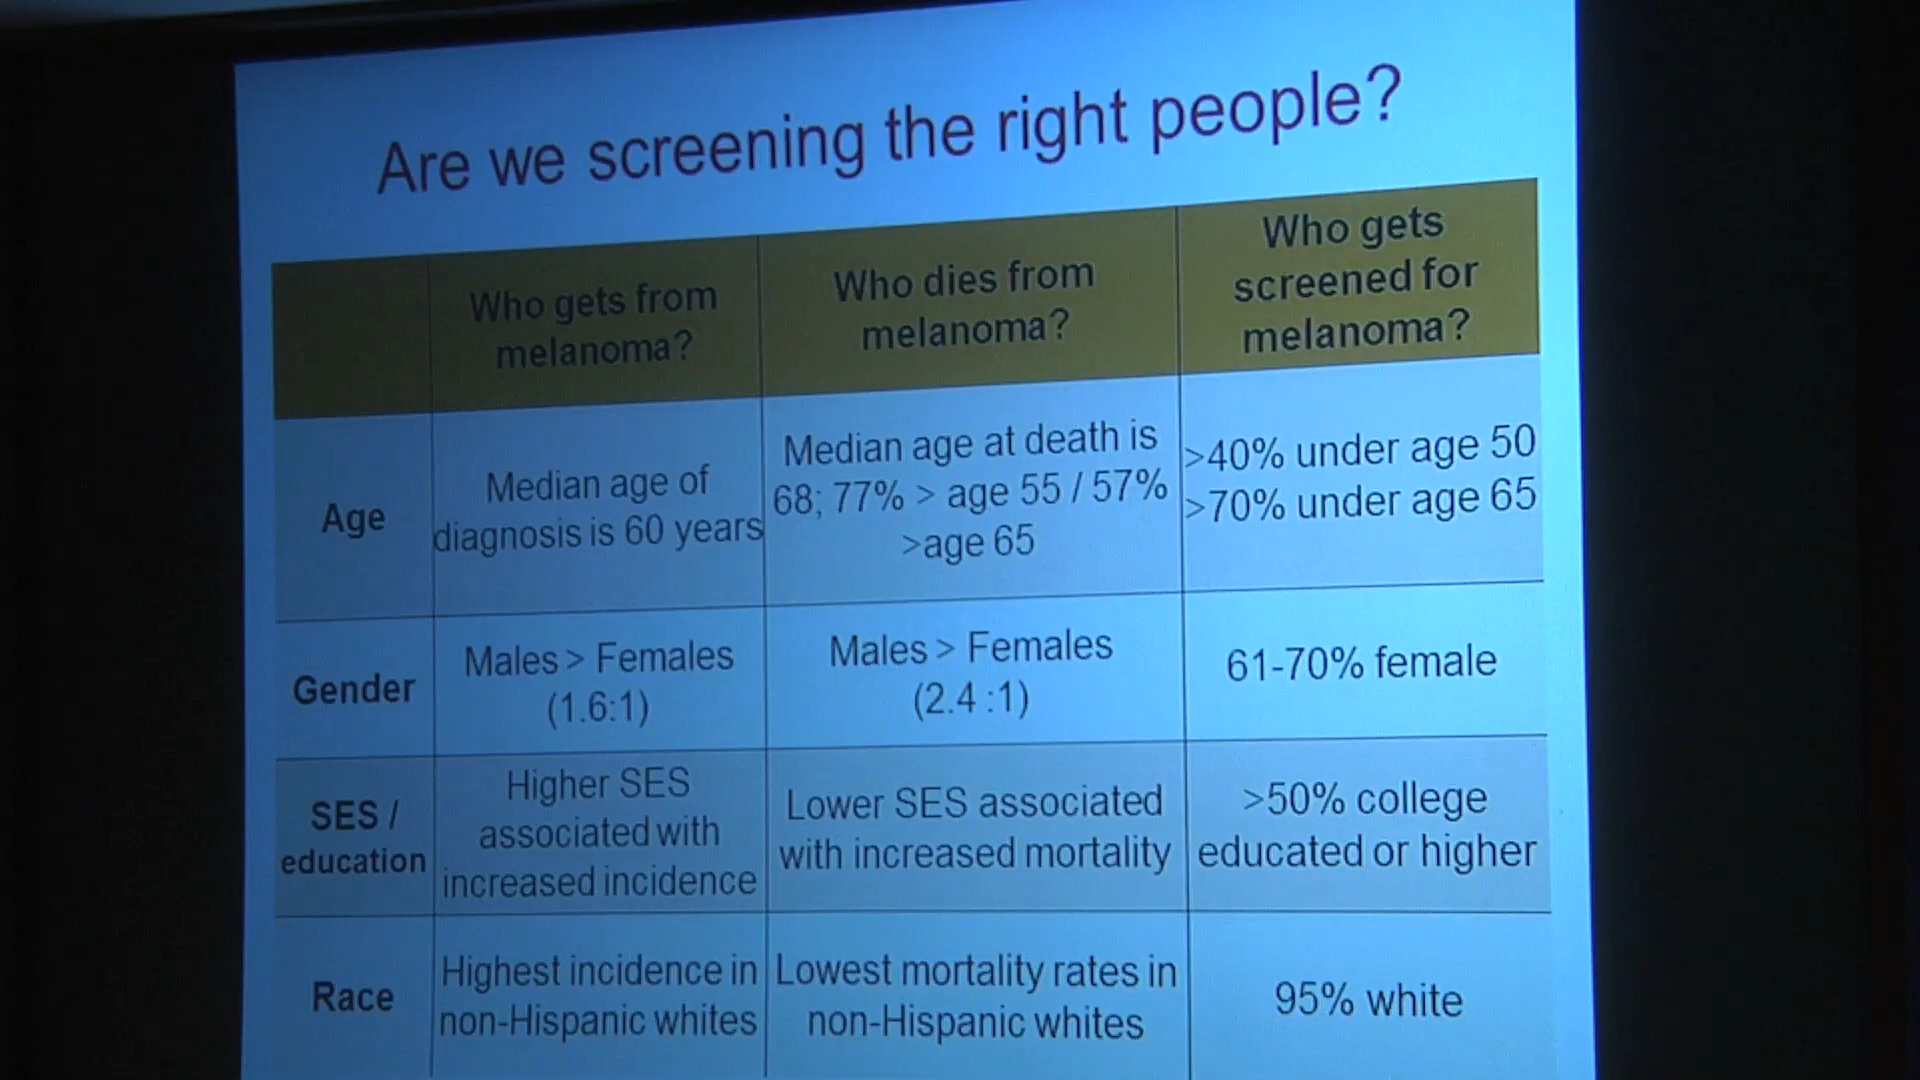 Are we screening the right people?
Who gets from
melanoma?
Who dies from
melanoma?
Who gets
screened for
melanoma?
Age
Median age of
diagnosis is 60 years
Median age at death is
68; 77% > age 55 / 57%
>age 65
>40% under age 50
>70% under age 65
Gender
Males > Females
(1.6:1)
Males > Females
(2.4 :1)
61-70% female
SES /
education
Higher SES
associated with
increased incidence
Lower SES associated
with increased mortality
>50% college
educated or higher
Race
Highest incidence in
non-Hispanic whites
Lowest mortality rates in
non-Hispanic whites
95% white